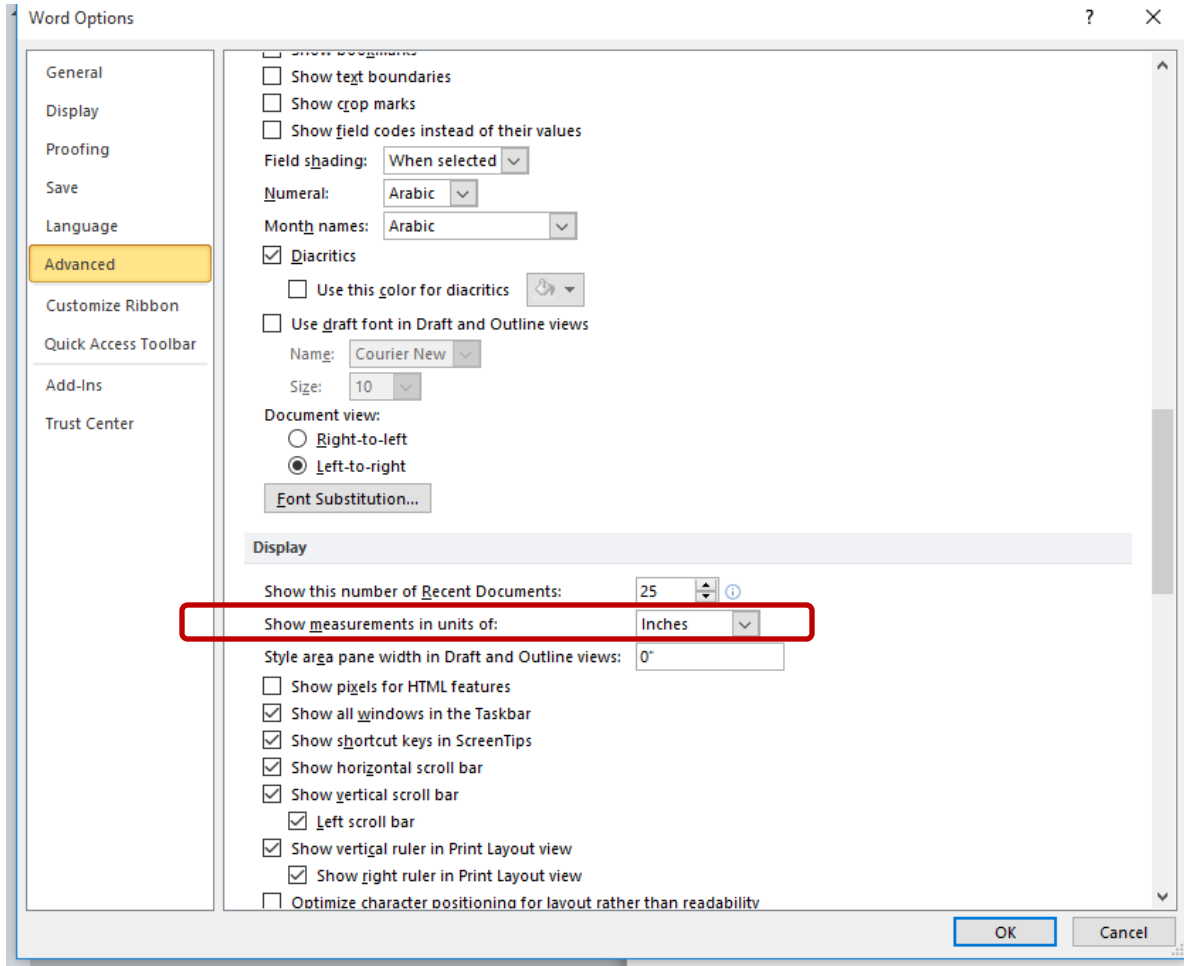 Word Options
?
General
Display
Proofing
Save
Language
Advanced
Customize Ribbon
Quick Access Toolbar
Add-Ins
Trust Center
Show bookmarks
Show text boundaries
Show crop marks
Show field codes instead of their values
Field shading: When selected
Numeral: Arabic
Month names: Arabic
Diacritics
Use this color for diacritics
Use draft font in Draft and Outline views
Name: Courier New
Size: 10
Document view:
Right-to-left
Left-to-right
Font Substitution...
Display
Show this number of Recent Documents: 25
Show measurements in units of: Inches
Style area pane width in Draft and Outline views: 0"
Show pixels for HTML features
Show all windows in the Taskbar
Show shortcut keys in ScreenTips
Show horizontal scroll bar
Show vertical scroll bar
Left scroll bar
Show vertical ruler in Print Layout view
Show right ruler in Print Layout view
Optimize character positioning for layout rather than readability
OK Cancel